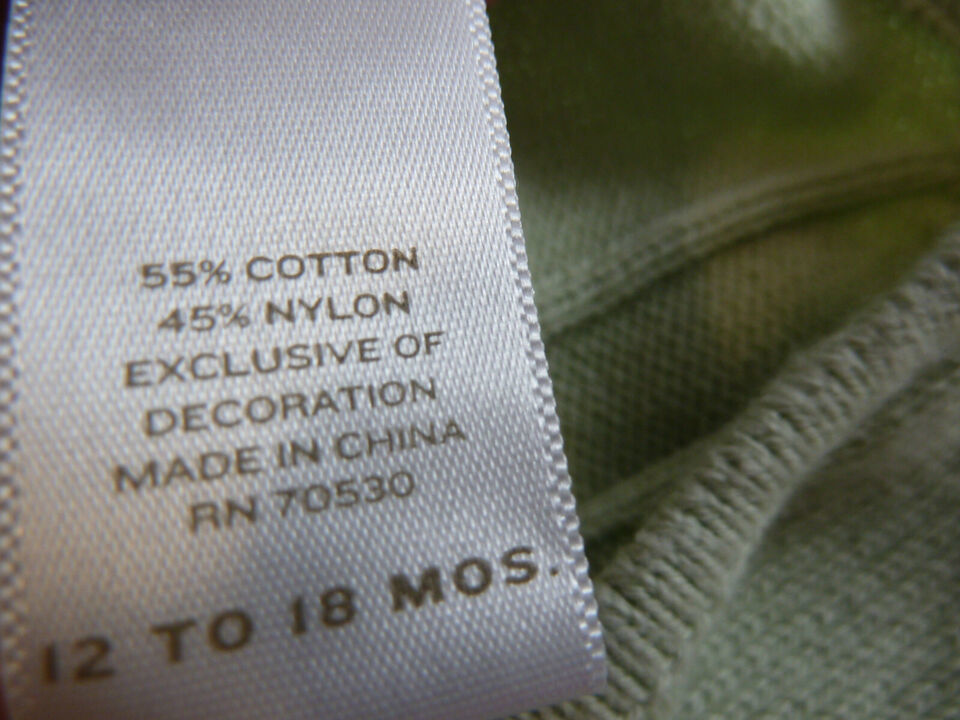 55% COTTON
45% NYLON
EXCLUSIVE OF
DECORATION
MADE IN CHINA
RN 70530
12 TO 18 MOS.